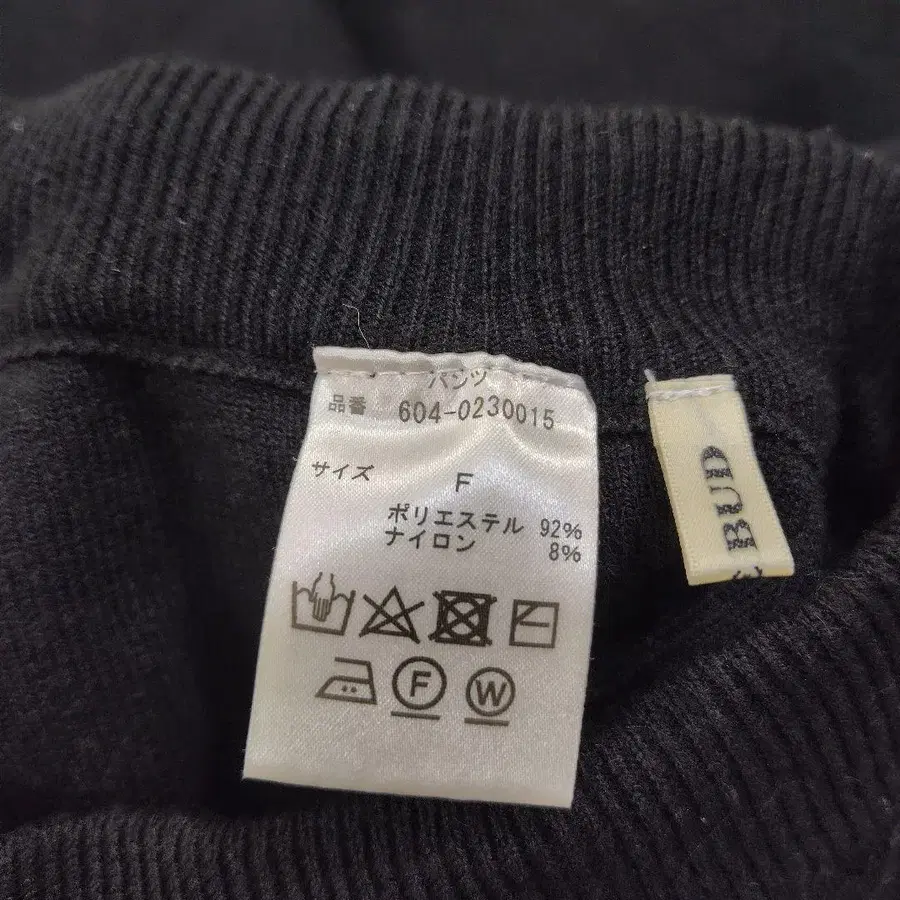 パンツ
品番 604-0230015
サイズ F
ポリエステル 92%
ナイロン 8%
F W
BUD